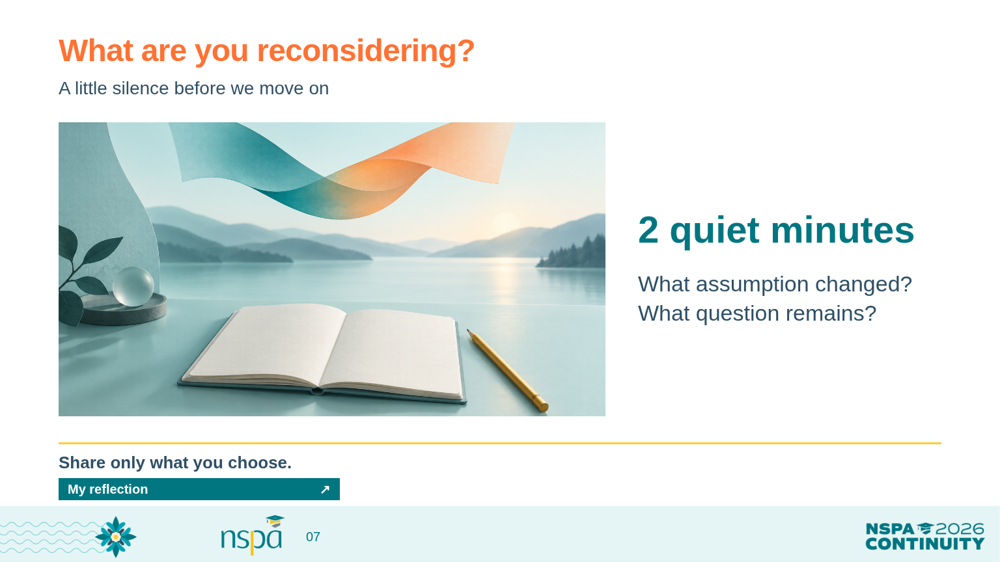 What are you reconsidering?
A little silence before we move on
2 quiet minutes
What assumption changed?
What question remains?
Share only what you choose.
My reflection ↗
nspa
07
NSPA 2026
CONTINUITY